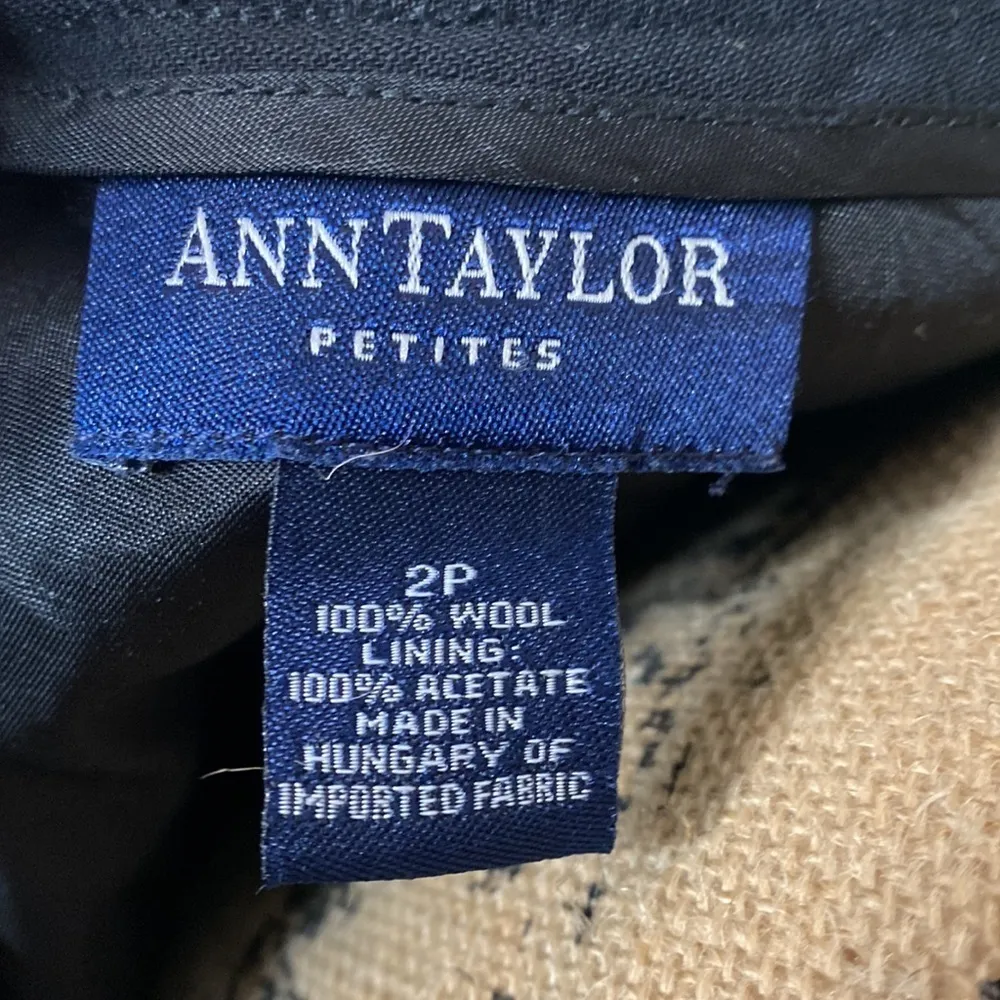 ANN TAYLOR
PETITES
2P
100% WOOL
LINING:
100% ACETATE
MADE IN
HUNGARY OF
IMPORTED FABRIC